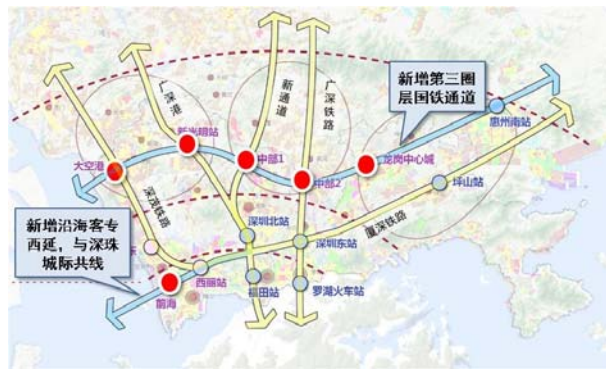 广深港
新通道
广深铁路
新增第三圈
层国铁通道
惠州南站
新光明站
大空港
中部1
龙岗中心城
中部2
坪山站
深茂铁路
新增沿海客专
西延，与深珠
城际共线
深圳北站
深圳东站
厦深铁路
东
西丽站
前海
福田站
罗湖火车站